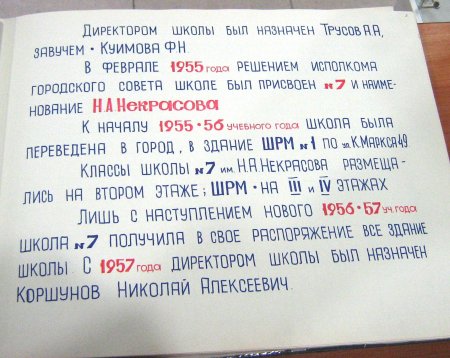 Директором школы был назначен Трусов А.А,
завучем • Куимова Ф.Н
В феврале 1955 года решением исполкома
городского совета школе был присвоен №7 и наиме-
нование Н.А.Некрасова
К началу 1955-56 учебного года школа была
переведена в город, в здание ШРМ №1 по ул.К.Маркса 49.
Классы школы №7 им. Н.А.Некрасова размеща-
лись на втором этаже; ШРМ • на III и IV этажах
Лишь с наступлением нового 1956-57 уч.год
школа №7 получила в свое распоряжение все здание
школы. С 1957 года директором школы был назначен
Коршунов Николай Алексеевич.